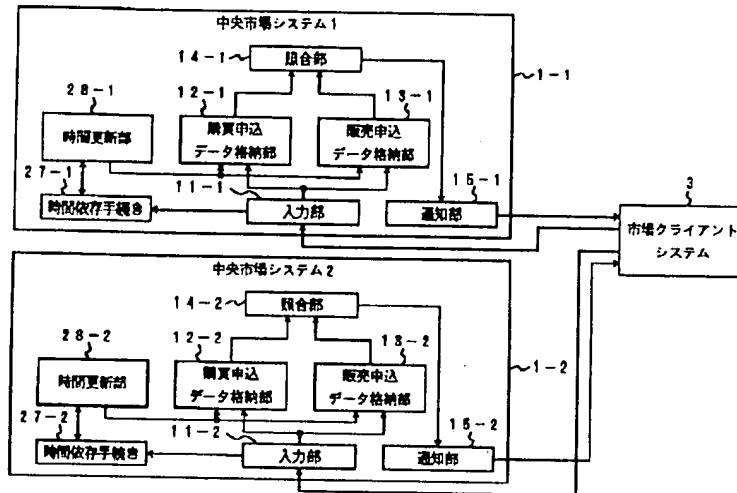 中央市場システム1
14-1
照合部
1-1
28-1
12-1
13-1
時間更新部
購買申込
データ格納部
販売申込
データ格納部
27-1
11-1
15-1
3
時間依存手続き
入力部
通知部
市場クライアント
システム
中央市場システム2
14-2
照合部
28-2
12-2
13-2
1-2
時間更新部
購買申込
データ格納部
販売申込
データ格納部
27-2
11-2
15-2
時間依存手続き
入力部
通知部